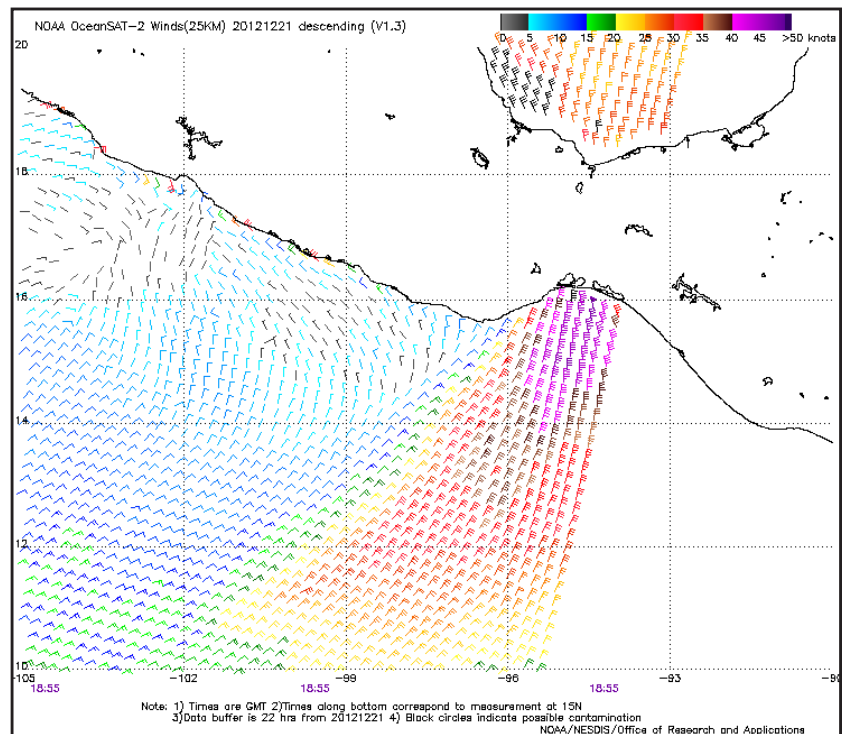 NOAA OceanSAT-2 Winds(25KM) 20121221 descending (V1.3)
0 5 10 15 20 25 30 35 40 45 >50 knots
20
18
16
14
12
10
-105 -102 -99 -96 -93 -90
18:55 18:55 18:55
Note: 1) Times are GMT 2)Times along bottom correspond to measurement at 15N
3)Data buffer is 22 hrs from 20121221 4) Black circles indicate possible contamination
NOAA/NESDIS/Office of Research and Applications